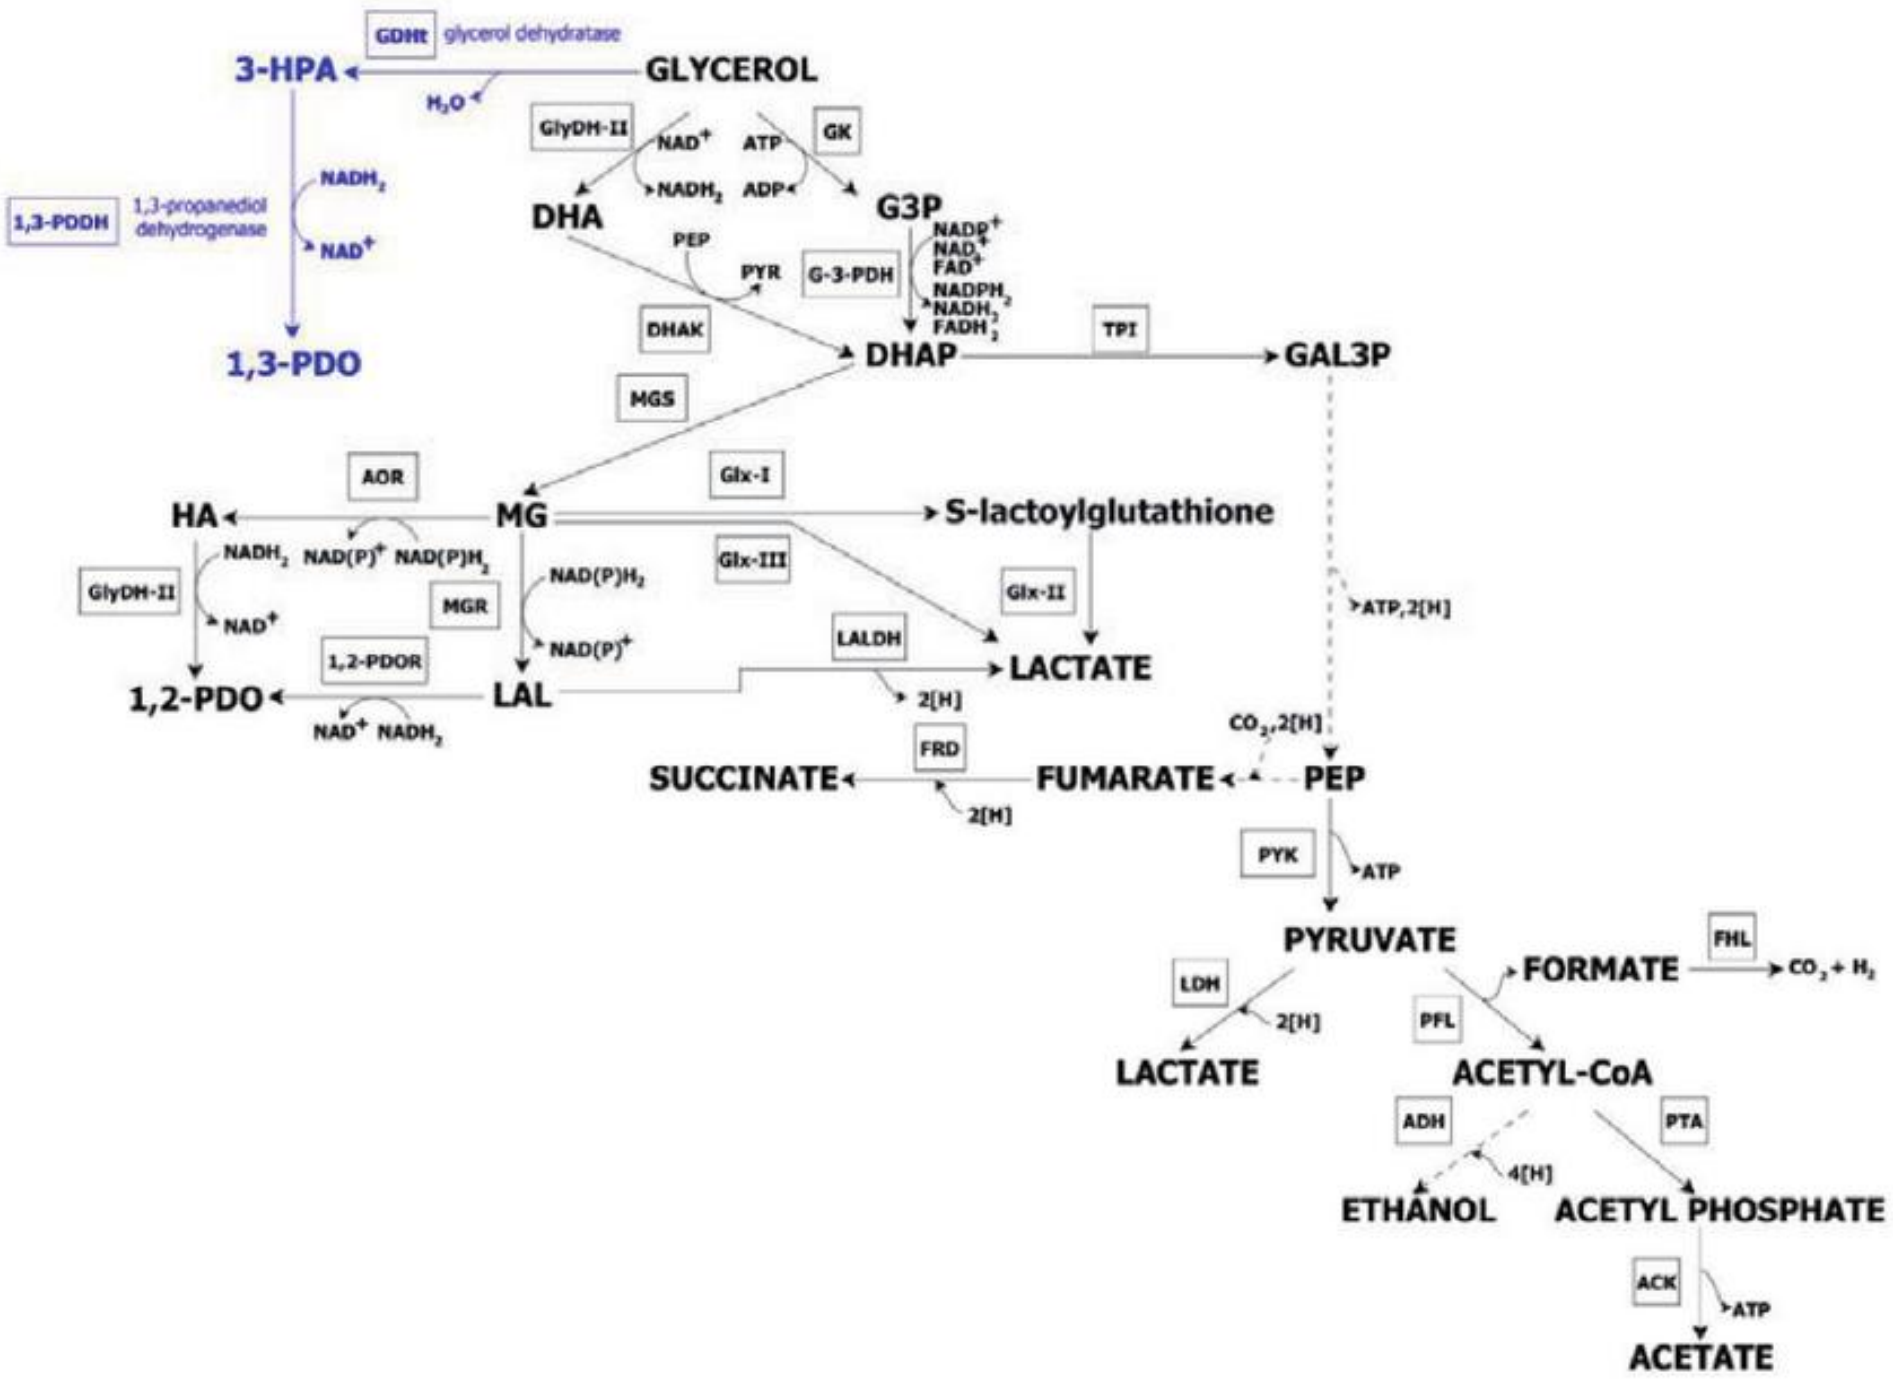 GDHt glycerol dehydratase
3-HPA
GLYCEROL
H₂O
GlyDH-II
NAD⁺
ATP
GK
NADH₂
ADP
NADH₂
1,3-PDDH
1,3-propanediol
dehydrogenase
NAD⁺
DHA
G3P
NADP⁺
NAD⁺
FAD⁺
PEP
PYR
G-3-PDH
NADPH₂
NADH₂
FADH₂
DHAK
TPI
1,3-PDO
DHAP
GAL3P
MGS
AOR
Glx-I
HA
MG
S-lactoylglutathione
NADH₂
NAD(P)⁺ NAD(P)H₂
Glx-III
NAD(P)H₂
GlyDH-II
MGR
Glx-II
ATP,2[H]
NAD⁺
NAD(P)⁺
LALDH
1,2-PDOR
LACTATE
1,2-PDO
LAL
2[H]
NAD⁺ NADH₂
CO₂,2[H]
FRD
SUCCINATE
FUMARATE
PEP
2[H]
PYK
ATP
PYRUVATE
FHL
FORMATE
CO₂ + H₂
LDH
2[H]
PFL
LACTATE
ACETYL-CoA
ADH
PTA
4[H]
ETHANOL
ACETYL PHOSPHATE
ACK
ATP
ACETATE